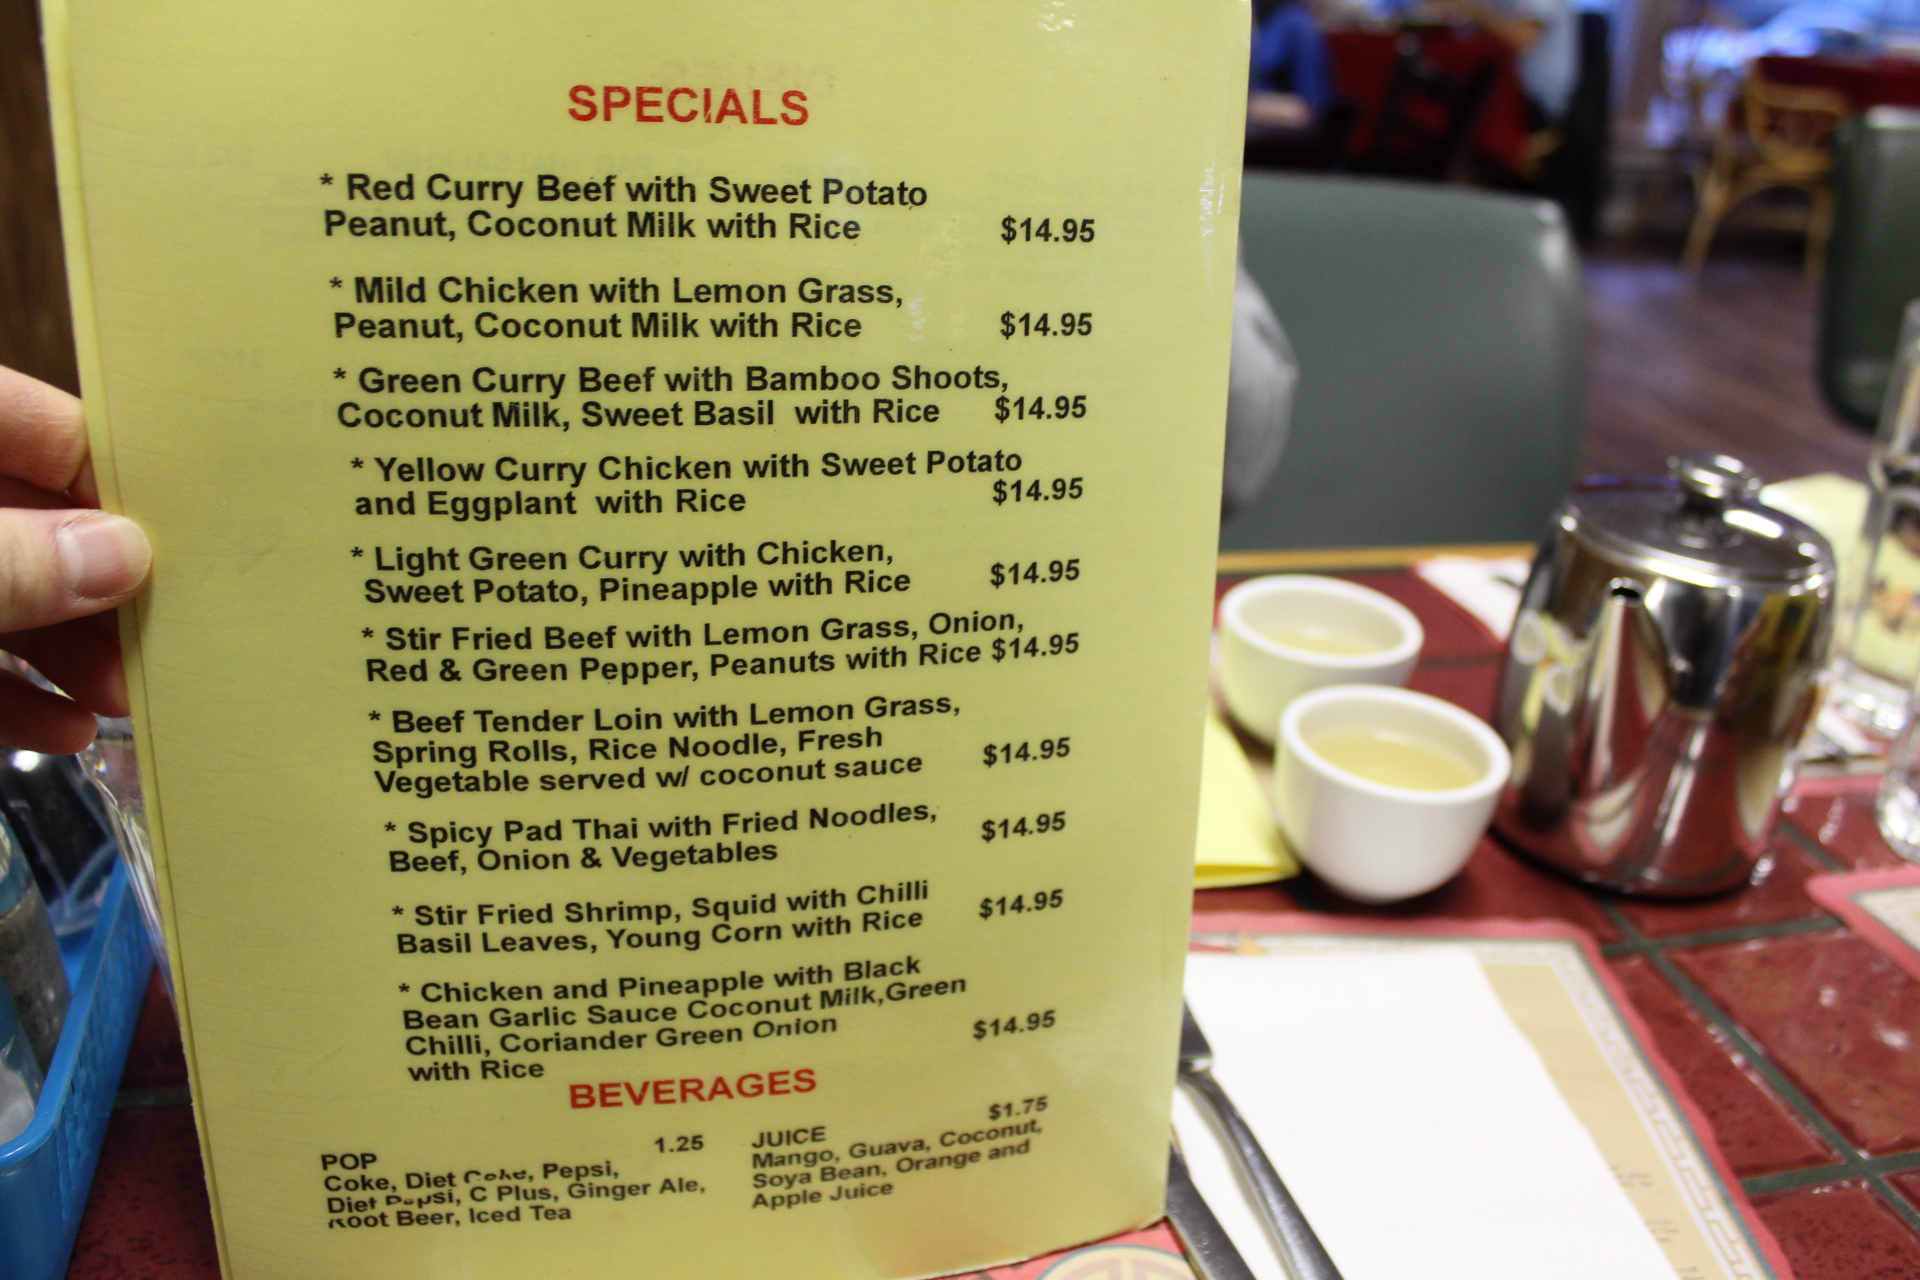 SPECIALS
* Red Curry Beef with Sweet Potato
Peanut, Coconut Milk with Rice $14.95
* Mild Chicken with Lemon Grass,
Peanut, Coconut Milk with Rice $14.95
* Green Curry Beef with Bamboo Shoots,
Coconut Milk, Sweet Basil with Rice $14.95
* Yellow Curry Chicken with Sweet Potato
and Eggplant with Rice $14.95
* Light Green Curry with Chicken,
Sweet Potato, Pineapple with Rice $14.95
* Stir Fried Beef with Lemon Grass, Onion,
Red & Green Pepper, Peanuts with Rice $14.95
* Beef Tender Loin with Lemon Grass,
Spring Rolls, Rice Noodle, Fresh
Vegetable served w/ coconut sauce $14.95
* Spicy Pad Thai with Fried Noodles,
Beef, Onion & Vegetables $14.95
* Stir Fried Shrimp, Squid with Chilli
Basil Leaves, Young Corn with Rice $14.95
* Chicken and Pineapple with Black
Bean Garlic Sauce Coconut Milk,Green
Chilli, Coriander Green Onion
with Rice $14.95
BEVERAGES
POP 1.25
Coke, Diet Coke, Pepsi,
Diet Pepsi, C Plus, Ginger Ale,
Root Beer, Iced Tea
JUICE $1.75
Mango, Guava, Coconut,
Soya Bean, Orange and
Apple Juice